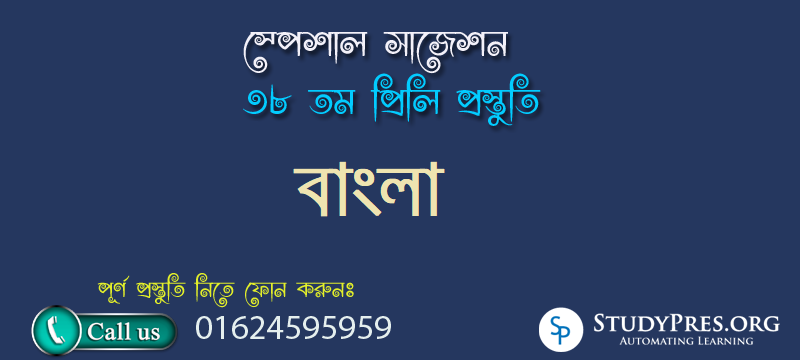 স্পেশাল সাজেশন
৩৮ তম প্রিলি প্রস্তুতি
বাংলা
পূর্ণ প্রস্তুতি নিতে ফোন করুনঃ
Call us 01624595959
SP STUDYPRES.ORG
AUTOMATING LEARNING